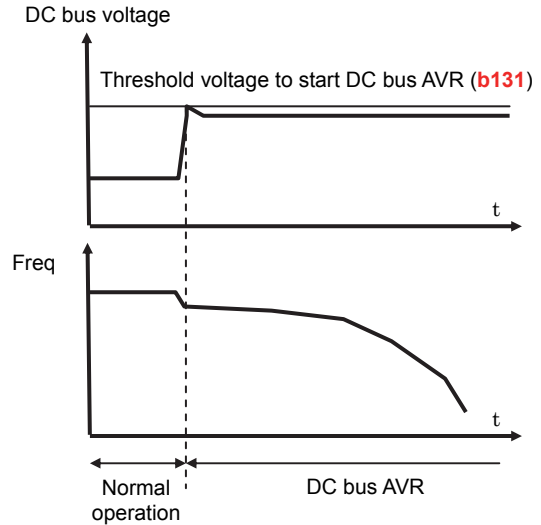 DC bus voltage
Threshold voltage to start DC bus AVR (b131)
t
Freq
t
Normal
operation
DC bus AVR